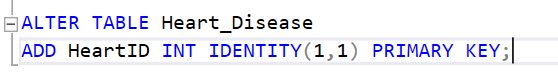 ALTER TABLE Heart_Disease
ADD HeartID INT IDENTITY(1,1) PRIMARY KEY;